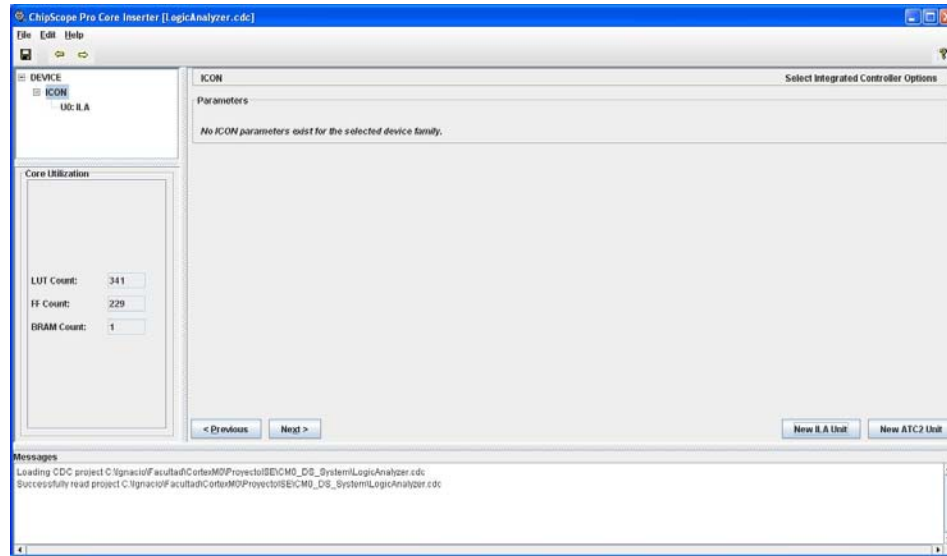 ChipScope Pro Core Inserter [LogicAnalyzer.cdc]
File Edit Help
DEVICE
ICON
U0: ILA
ICON Select Integrated Controller Options
Parameters
No ICON parameters exist for the selected device family.
Core Utilization
LUT Count: 341
FF Count: 229
BRAM Count: 1
< Previous Next > New ILA Unit New ATC2 Unit
Messages
Loading CDC project C:\Ignacio\Facultad\CortexM0\ProyectoISE\CM0_DS_System\LogicAnalyzer.cdc
Successfully read project C:\Ignacio\Facultad\CortexM0\ProyectoISE\CM0_DS_System\LogicAnalyzer.cdc